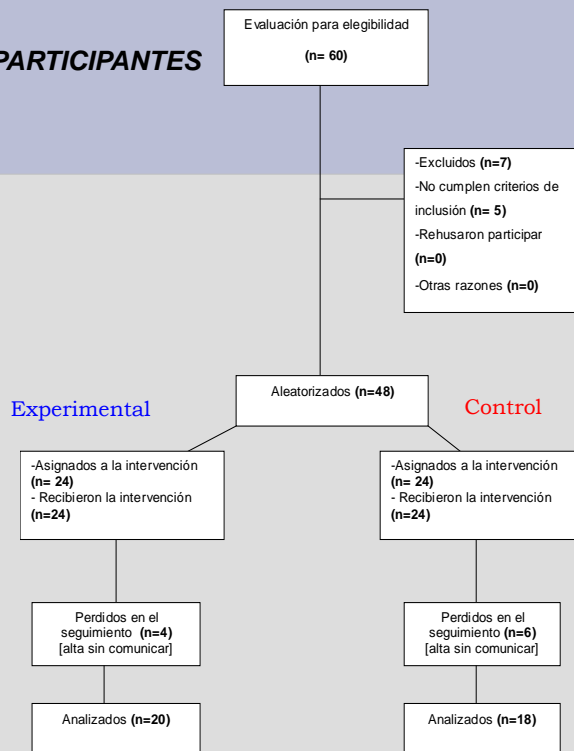 Evaluación para elegibilidad
(n= 60)
PARTICIPANTES
-Excluidos (n=7)
-No cumplen criterios de
inclusión (n= 5)
-Rehusaron participar
(n=0)
-Otras razones (n=0)
Aleatorizados (n=48)
Experimental
Control
-Asignados a la intervención
(n= 24)
- Recibieron la intervención
(n=24)
-Asignados a la intervención
(n= 24)
- Recibieron la intervención
(n=24)
Perdidos en el
seguimiento (n=4)
[alta sin comunicar]
Perdidos en el
seguimiento (n=6)
[alta sin comunicar]
Analizados (n=20)
Analizados (n=18)